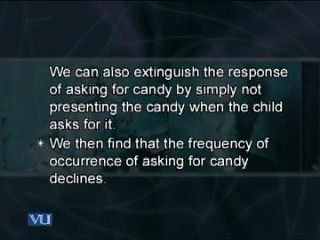 We can also extinguish the response
of asking for candy by simply not
presenting the candy when the child
asks for it.
* We then find that the frequency of
occurrence of asking for candy
declines.
VU